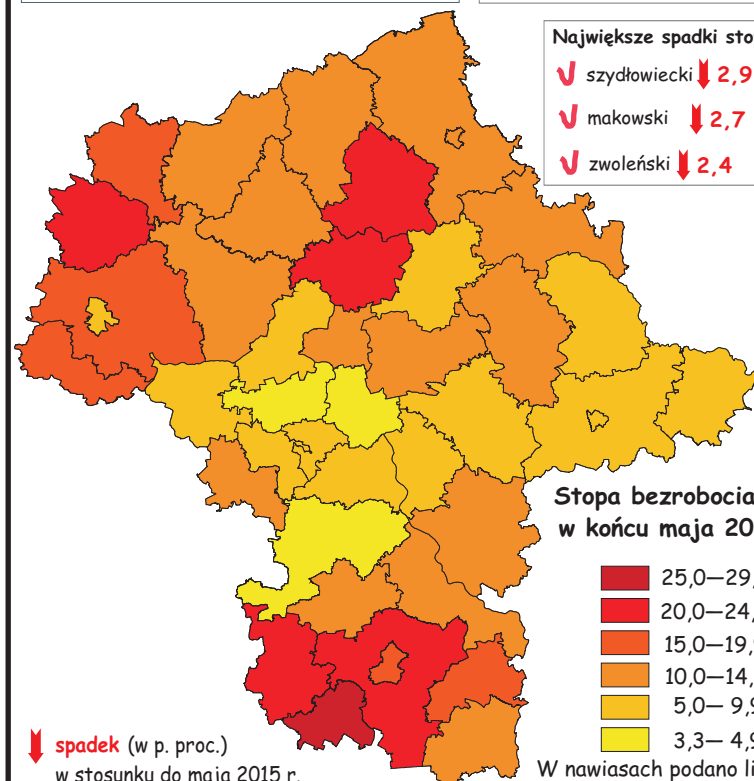 Największe spadki sto
szydłowiecki 2,9
makowski 2,7
zwoleński 2,4
Stopa bezrobocia
w końcu maja 20
25,0—29,
20,0—24,
15,0—19,
10,0—14,
5,0— 9,9
3,3— 4,9
spadek (w p. proc.)
w stosunku do maja 2015 r.
W nawiasach podano li